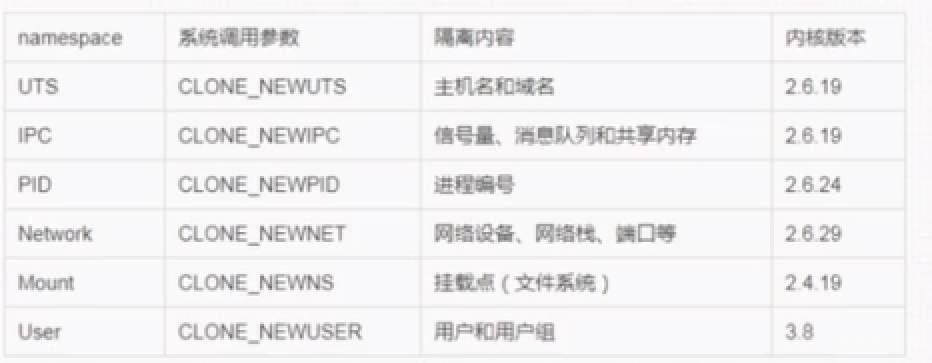 namespace 系统调用参数 隔离内容 内核版本
UTS CLONE_NEWUTS 主机名和域名 2.6.19
IPC CLONE_NEWIPC 信号量、消息队列和共享内存 2.6.19
PID CLONE_NEWPID 进程编号 2.6.24
Network CLONE_NEWNET 网络设备、网络栈、端口等 2.6.29
Mount CLONE_NEWNS 挂载点（文件系统） 2.4.19
User CLONE_NEWUSER 用户和用户组 3.8